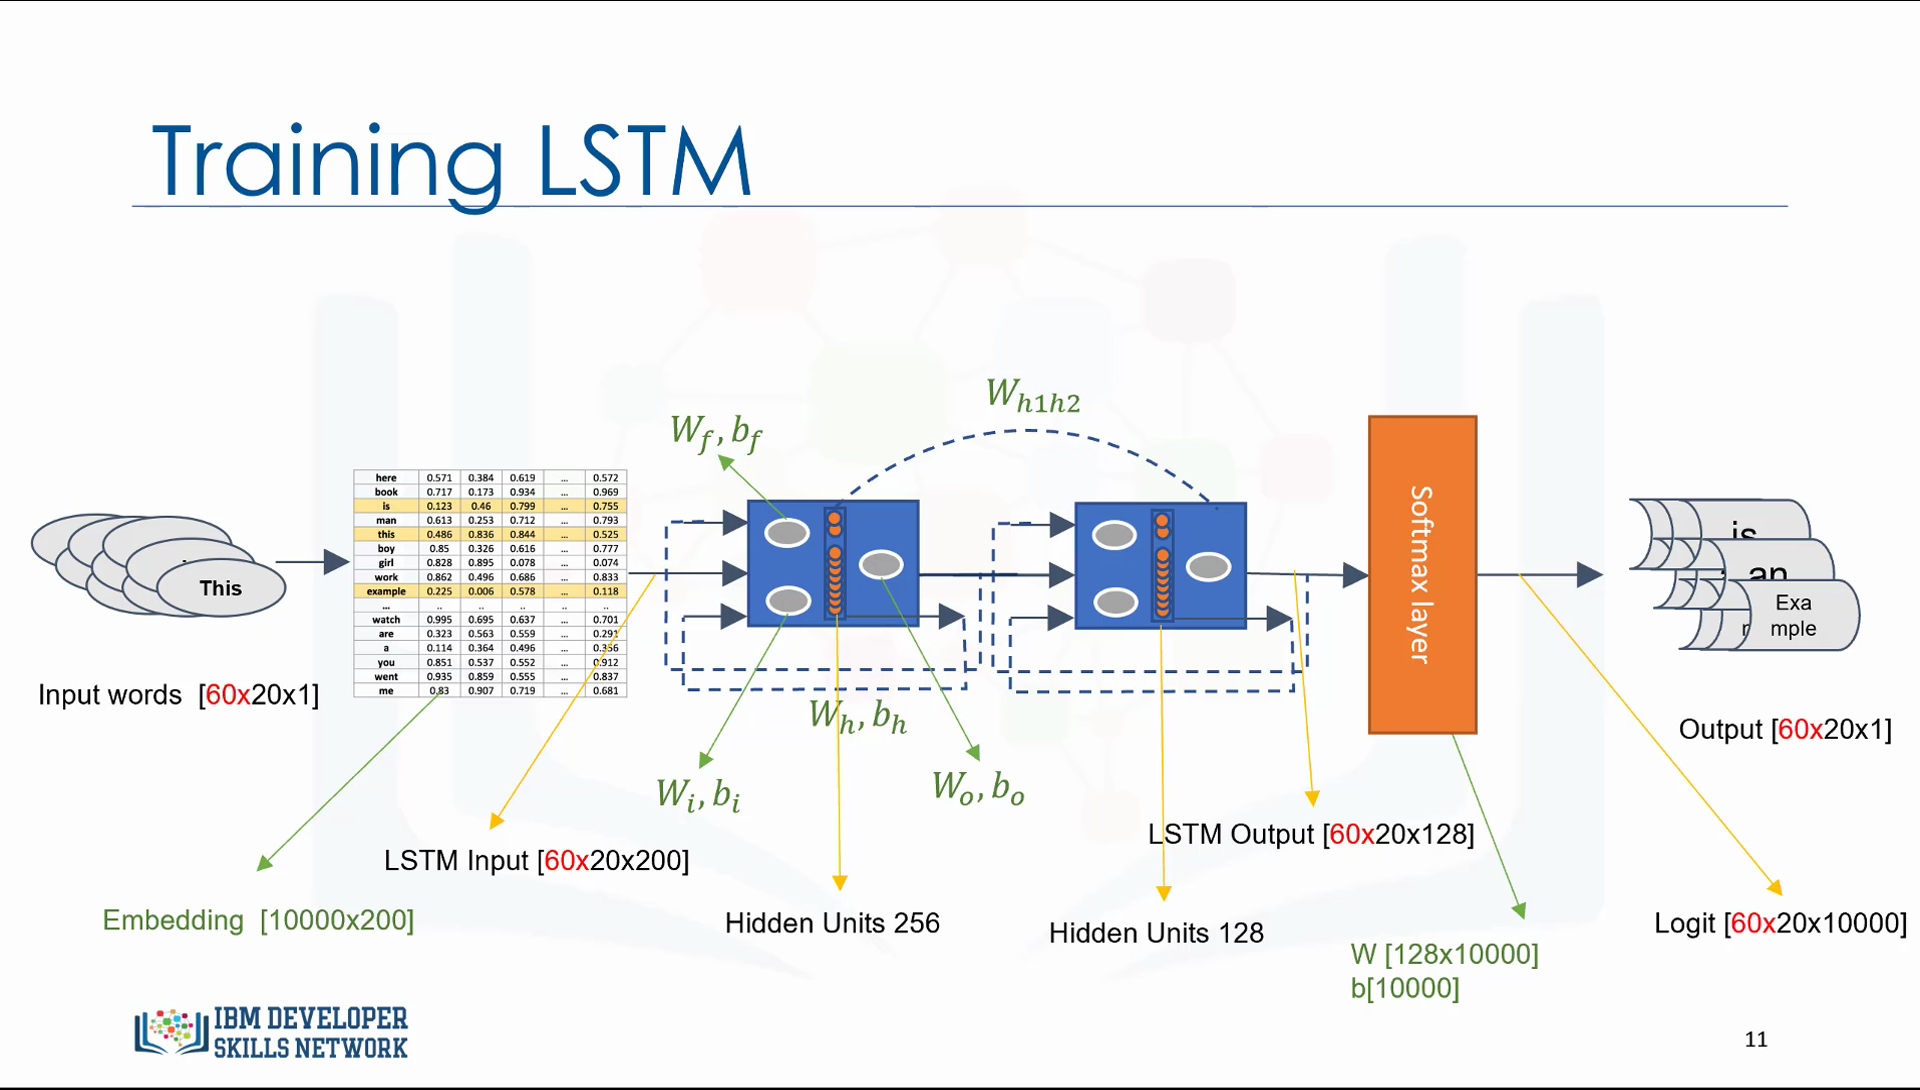 Training LSTM
W_h1h2
W_f, b_f
here 0.571 0.384 0.619 ... 0.572
book 0.717 0.173 0.934 ... 0.969
is 0.123 0.46 0.799 ... 0.755
man 0.613 0.253 0.712 ... 0.793
this 0.486 0.836 0.844 ... 0.525
boy 0.85 0.326 0.616 ... 0.777
girl 0.828 0.895 0.078 ... 0.074
work 0.862 0.496 0.686 ... 0.833
example 0.225 0.006 0.578 ... 0.118
... .. .. .. .. ..
watch 0.995 0.695 0.637 ... 0.701
are 0.323 0.563 0.559 ... 0.291
a 0.114 0.364 0.496 ... 0.366
you 0.851 0.537 0.552 ... 0.912
went 0.935 0.859 0.555 ... 0.837
me 0.83 0.907 0.719 ... 0.681
This
Softmax layer
is
an
Exa
mple
Input words [60x20x1]
W_h, b_h
Output [60x20x1]
W_i, b_i
W_o, b_o
LSTM Input [60x20x200]
LSTM Output [60x20x128]
Embedding [10000x200]
Hidden Units 256
Hidden Units 128
Logit [60x20x10000]
W [128x10000]
b[10000]
IBM DEVELOPER
SKILLS NETWORK
11